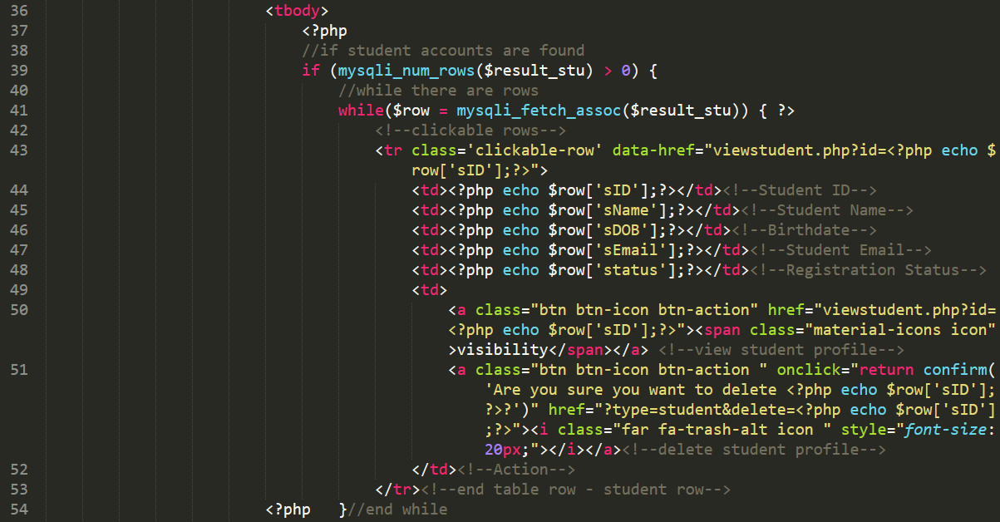 36 <tbody>
37 <?php
38 //if student accounts are found
39 if (mysqli_num_rows($result_stu) > 0) {
40 //while there are rows
41 while($row = mysqli_fetch_assoc($result_stu)) { ?>
42 <!--clickable rows-->
43 <tr class='clickable-row' data-href="viewstudent.php?id=<?php echo $
row['sID'];?>">
44 <td><?php echo $row['sID'];?></td><!--Student ID-->
45 <td><?php echo $row['sName'];?></td><!--Student Name-->
46 <td><?php echo $row['sDOB'];?></td><!--Birthdate-->
47 <td><?php echo $row['sEmail'];?></td><!--Student Email-->
48 <td><?php echo $row['status'];?></td><!--Registration Status-->
49 <td>
50 <a class="btn btn-icon btn-action" href="viewstudent.php?id=
<?php echo $row['sID'];?>"><span class="material-icons icon"
>visibility</span></a> <!--view student profile-->
51 <a class="btn btn-icon btn-action " onclick="return confirm(
'Are you sure you want to delete <?php echo $row['sID'];
?>?')" href="?type=student&delete=<?php echo $row['sID']
;?>"><i class="far fa-trash-alt icon " style="font-size:
20px;"></i></a><!--delete student profile-->
52 </td><!--Action-->
53 </tr><!--end table row - student row-->
54 <?php }//end while